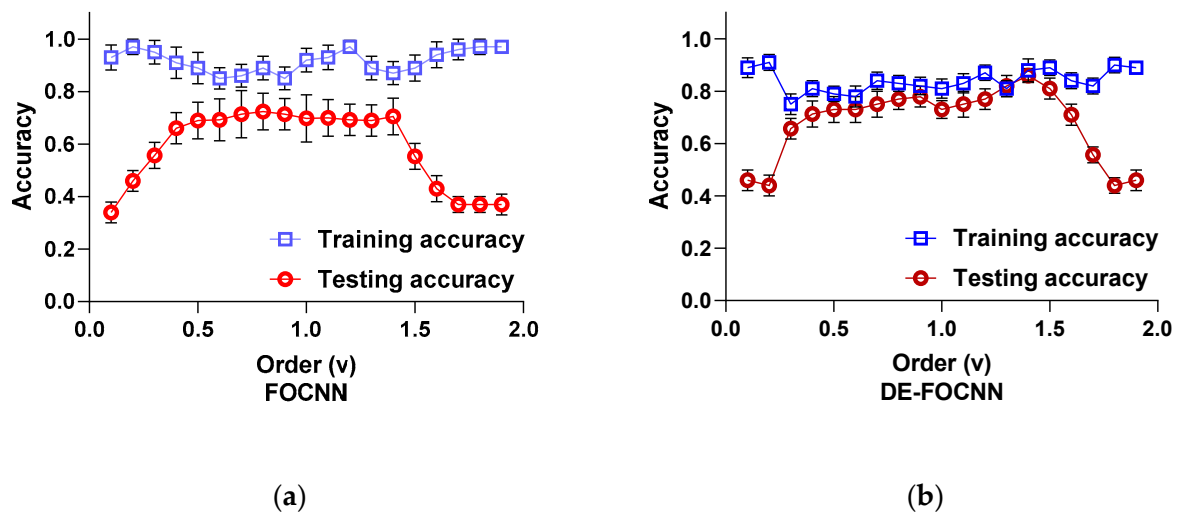 1.0
0.8
0.6
0.4
0.2
0.0
Accuracy
Training accuracy
Testing accuracy
0.0 0.5 1.0 1.5 2.0
Order (v)
FOCNN
(a)
1.0
0.8
0.6
0.4
0.2
0.0
Accuracy
Training accuracy
Testing accuracy
0.0 0.5 1.0 1.5 2.0
Order (v)
DE-FOCNN
(b)